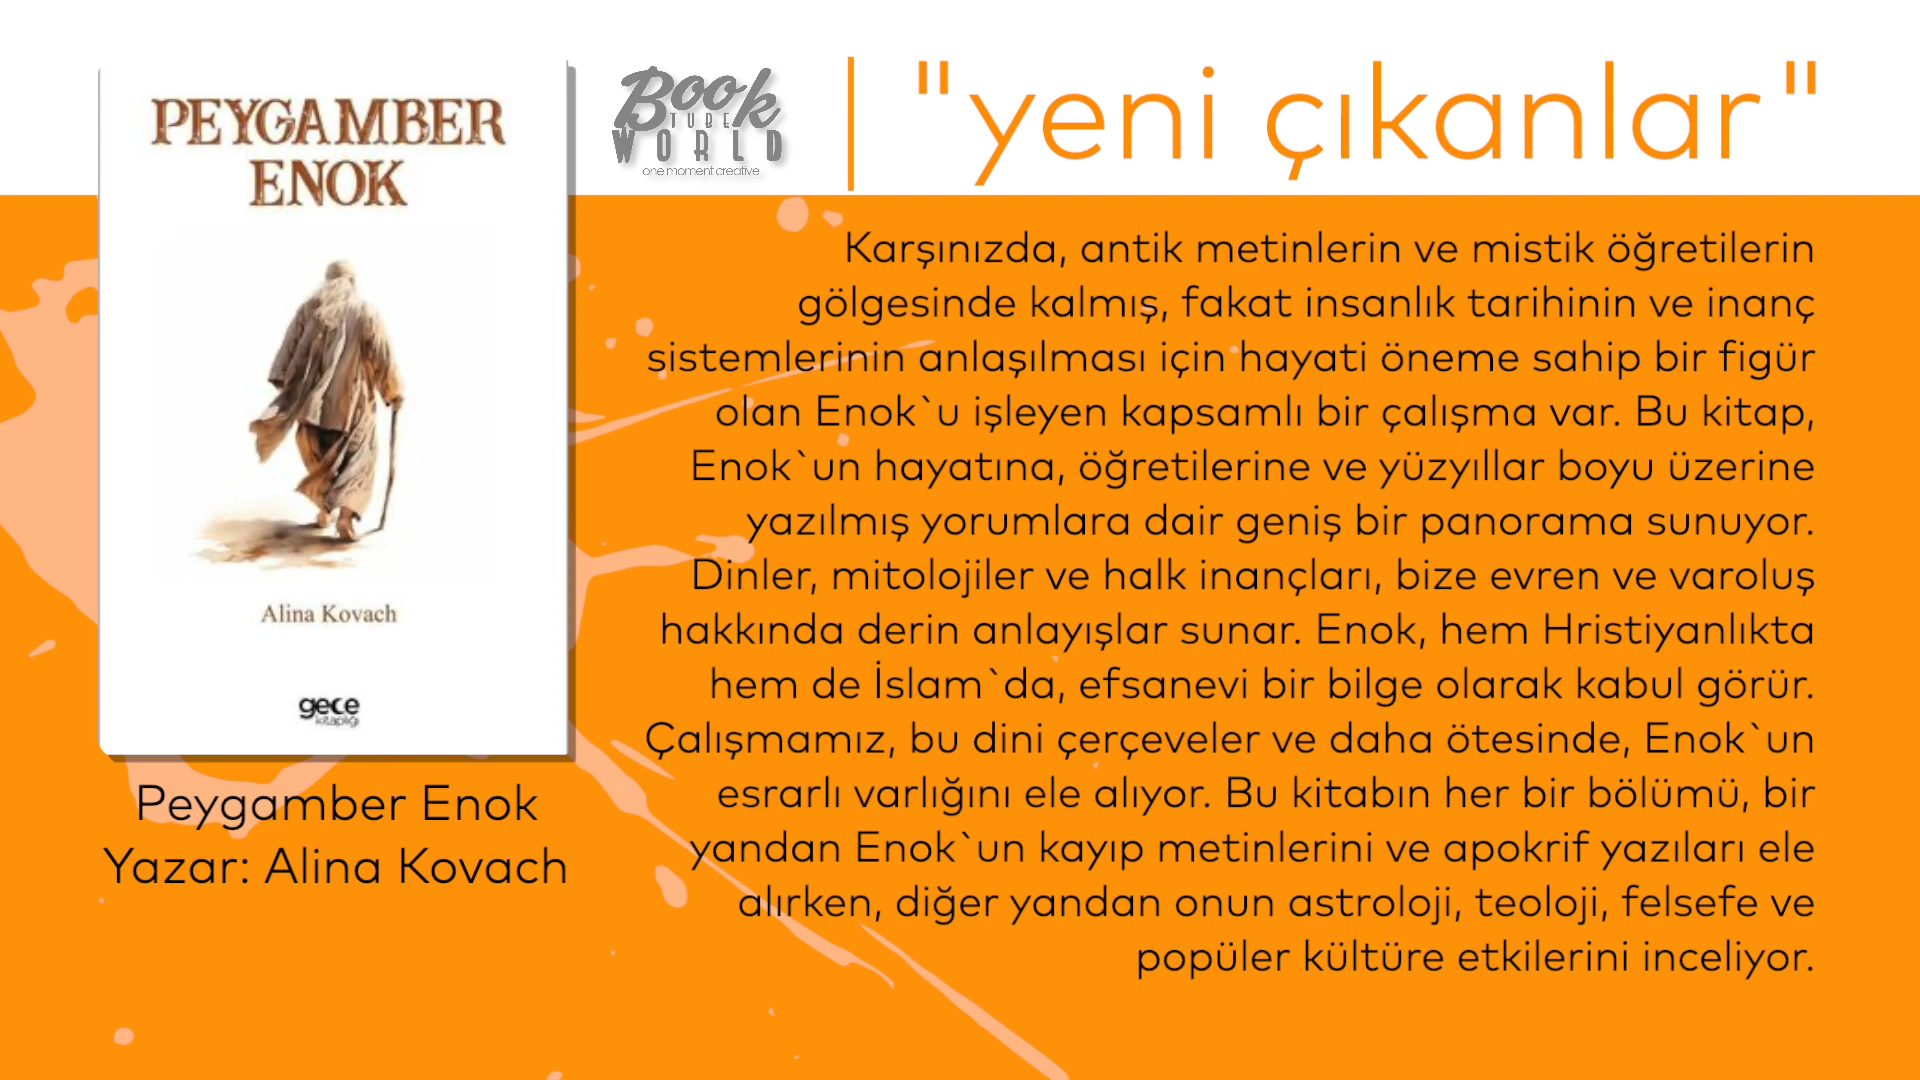 PEYGAMBER
ENOK
Alina Kovach
gece
kitaplığı
Peygamber Enok
Yazar: Alina Kovach
Book
TUBE
WORLD
one moment creative
"yeni çıkanlar"
Karşınızda, antik metinlerin ve mistik öğretilerin
gölgesinde kalmış, fakat insanlık tarihinin ve inanç
sistemlerinin anlaşılması için hayati öneme sahip bir figür
olan Enok`u işleyen kapsamlı bir çalışma var. Bu kitap,
Enok`un hayatına, öğretilerine ve yüzyıllar boyu üzerine
yazılmış yorumlara dair geniş bir panorama sunuyor.
Dinler, mitolojiler ve halk inançları, bize evren ve varoluş
hakkında derin anlayışlar sunar. Enok, hem Hristiyanlıkta
hem de İslam`da, efsanevi bir bilge olarak kabul görür.
Çalışmamız, bu dini çerçeveler ve daha ötesinde, Enok`un
esrarlı varlığını ele alıyor. Bu kitabın her bir bölümü, bir
yandan Enok`un kayıp metinlerini ve apokrif yazıları ele
alırken, diğer yandan onun astroloji, teoloji, felsefe ve
popüler kültüre etkilerini inceliyor.